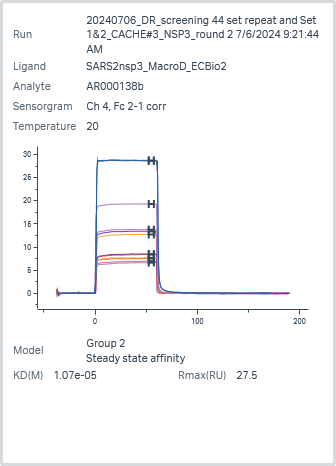 Run
20240706_DR_screening 44 set repeat and Set
1&2_CACHE#3_NSP3_round 2 7/6/2024 9:21:44
AM
Ligand SARS2nsp3_MacroD_ECBio2
Analyte AR000138b
Sensorgram Ch 4, Fc 2-1 corr
Temperature 20
30
25
20
15
10
5
0
0 100 200
Model
Group 2
Steady state affinity
KD(M) 1.07e-05 Rmax(RU) 27.5